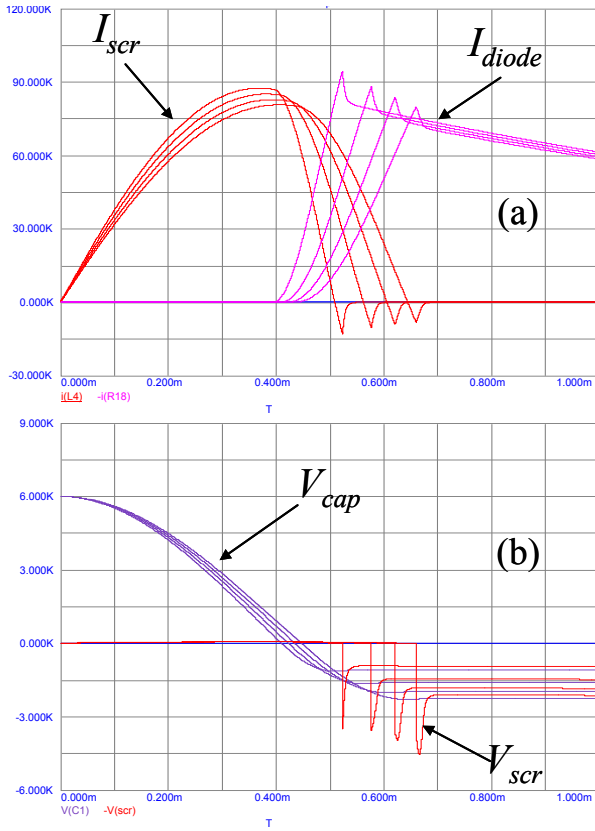 120.000K
I_scr
I_diode
90.000K
60.000K
30.000K
(a)
0.000K
-30.000K
0.000m 0.200m 0.400m 0.600m 0.800m 1.000m
i(L4) -i(R18)
T
9.000K
6.000K
V_cap
3.000K
(b)
0.000K
-3.000K
V_scr
-6.000K
0.000m 0.200m 0.400m 0.600m 0.800m 1.000m
V(C1) -V(scr)
T